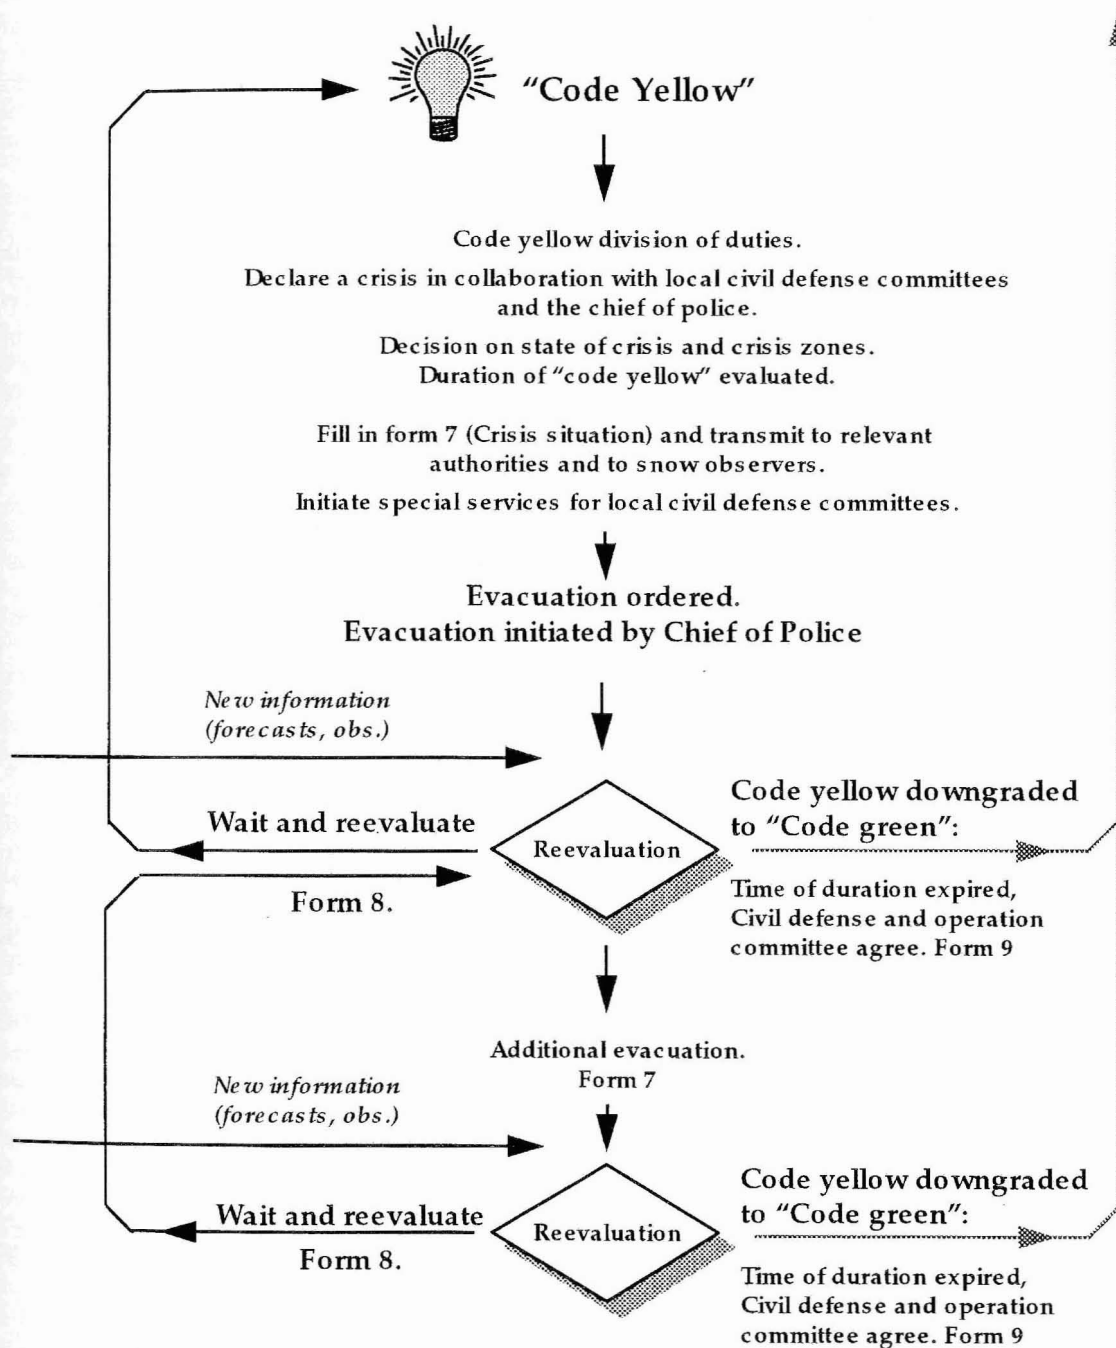 "Code Yellow"
Code yellow division of duties.
Declare a crisis in collaboration with local civil defense committees
and the chief of police.
Decision on state of crisis and crisis zones.
Duration of "code yellow" evaluated.
Fill in form 7 (Crisis situation) and transmit to relevant
authorities and to snow observers.
Initiate special services for local civil defense committees.
Evacuation ordered.
Evacuation initiated by Chief of Police
New information
(forecasts, obs.)
Wait and reevaluate
Form 8.
Reevaluation
Code yellow downgraded
to "Code green":
Time of duration expired,
Civil defense and operation
committee agree. Form 9
Additional evacuation.
Form 7
New information
(forecasts, obs.)
Wait and reevaluate
Form 8.
Reevaluation
Code yellow downgraded
to "Code green":
Time of duration expired,
Civil defense and operation
committee agree. Form 9